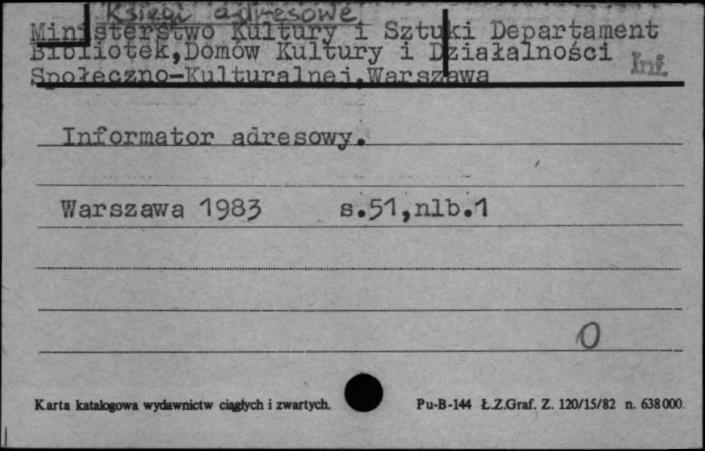 Księgi adresowe
Ministerstwo Kultury i Sztuki Departament
Bibliotek,Domów Kultury i Działalności
Społeczno-Kulturalnej.Warszawa
Inf.
Informator adresowy.
Warszawa 1983 s.51,nlb.1
0
Karta katalogowa wydawnictw ciągłych i zwartych.
Pu-B-144 Ł.Z.Graf. Z. 120/15/82 n. 638000.